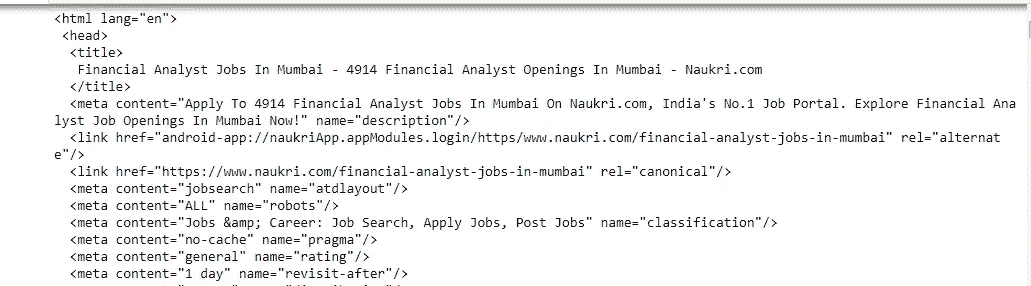 <html lang="en">
<head>
<title>
Financial Analyst Jobs In Mumbai - 4914 Financial Analyst Openings In Mumbai - Naukri.com
</title>
<meta content="Apply To 4914 Financial Analyst Jobs In Mumbai On Naukri.com, India's No.1 Job Portal. Explore Financial Ana
lyst Job Openings In Mumbai Now!" name="description"/>
<link href="android-app://naukriApp.appModules.login/https/www.naukri.com/financial-analyst-jobs-in-mumbai" rel="alternat
e"/>
<link href="https://www.naukri.com/financial-analyst-jobs-in-mumbai" rel="canonical"/>
<meta content="jobsearch" name="atdlayout"/>
<meta content="ALL" name="robots"/>
<meta content="Jobs &amp; Career: Job Search, Apply Jobs, Post Jobs" name="classification"/>
<meta content="no-cache" name="pragma"/>
<meta content="general" name="rating"/>
<meta content="1 day" name="revisit-after"/>